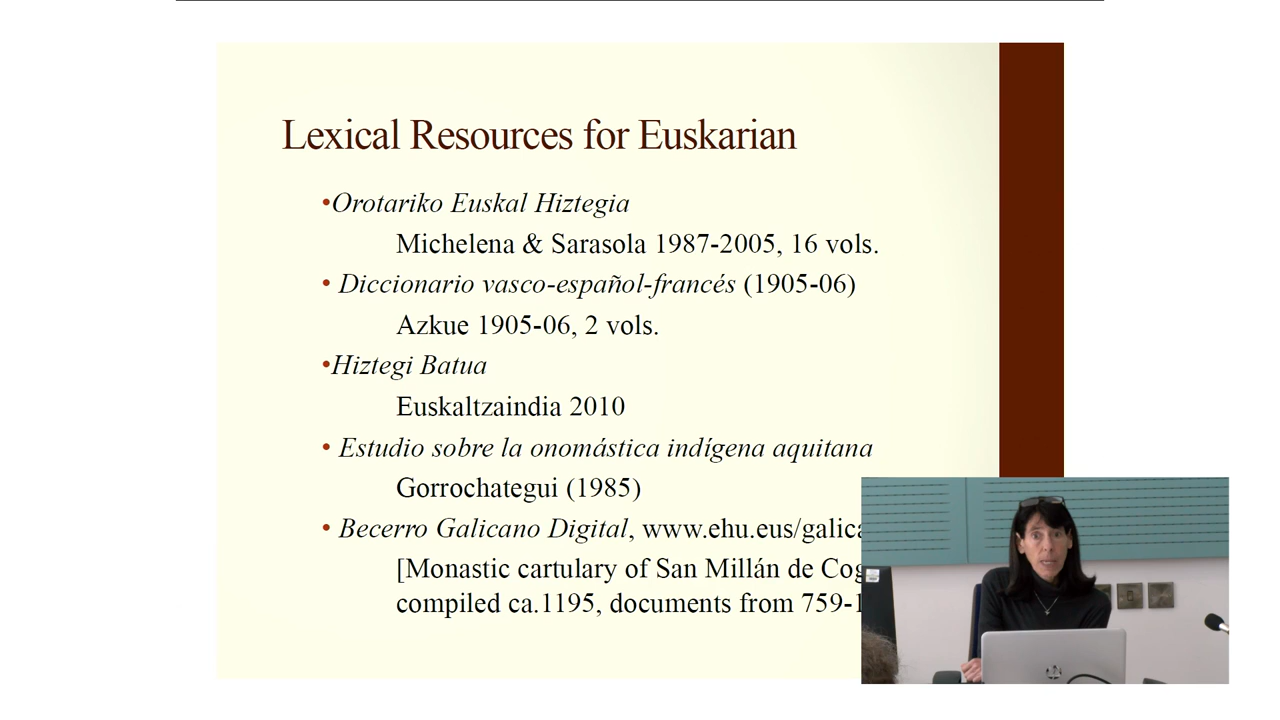 Lexical Resources for Euskarian
•Orotariko Euskal Hiztegia
Michelena & Sarasola 1987-2005, 16 vols.
• Diccionario vasco-español-francés (1905-06)
Azkue 1905-06, 2 vols.
•Hiztegi Batua
Euskaltzaindia 2010
• Estudio sobre la onomástica indígena aquitana
Gorrochategui (1985)
• Becerro Galicano Digital, www.ehu.eus/galica
[Monastic cartulary of San Millán de Cog
compiled ca.1195, documents from 759-1
hp